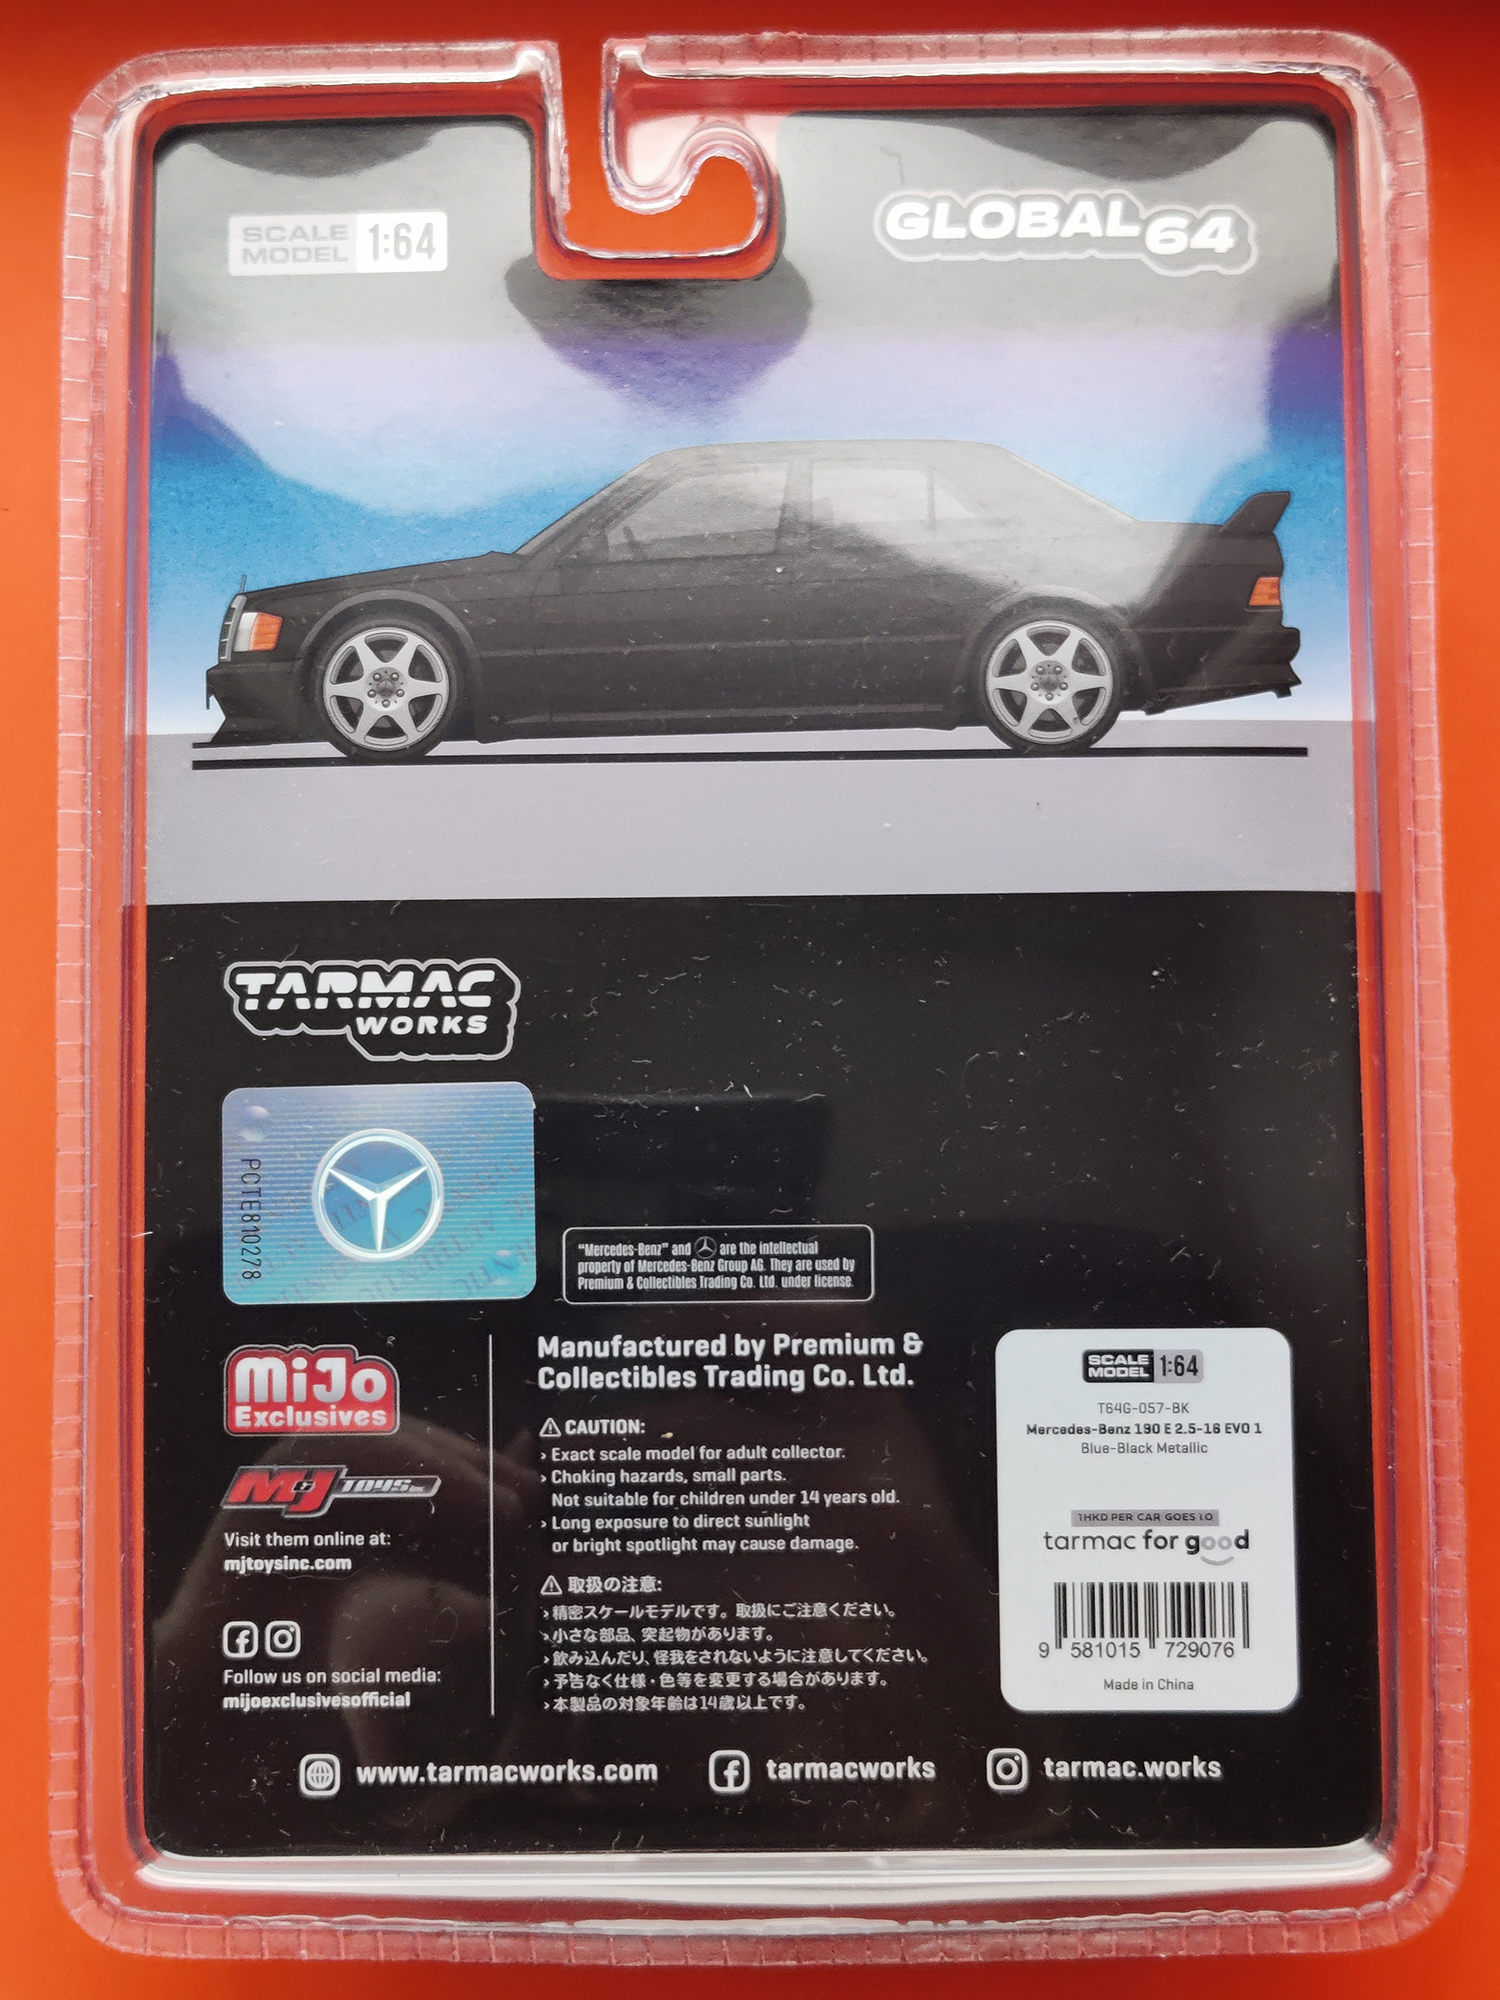 SCALE MODEL 1:64
GLOBAL 64
TARMAC
WORKS
PCTE810278
"Mercedes-Benz" and are the intellectual
property of Mercedes-Benz Group AG. They are used by
Premium & Collectibles Trading Co. Ltd. under license.
MiJo
Exclusives
M&J TOYS INC.
Visit them online at:
mjtoysinc.com
Follow us on social media:
mijoexclusivesofficial
Manufactured by Premium &
Collectibles Trading Co. Ltd.
CAUTION:
› Exact scale model for adult collector.
› Choking hazards, small parts.
Not suitable for children under 14 years old.
› Long exposure to direct sunlight
or bright spotlight may cause damage.
取扱の注意:
›精密スケールモデルです。取扱にご注意ください。
›小さな部品、突起物があります。
›飲み込んだり、怪我をされないように注意してください。
›予告なく仕様・色等を変更する場合があります。
›本製品の対象年齢は14歳以上です。
SCALE MODEL 1:64
T64G-057-BK
Mercedes-Benz 190 E 2.5-16 EVO 1
Blue-Black Metallic
1HKD PER CAR GOES TO
tarmac for good
9 581015 729076
Made in China
www.tarmacworks.com
tarmacworks
tarmac.works